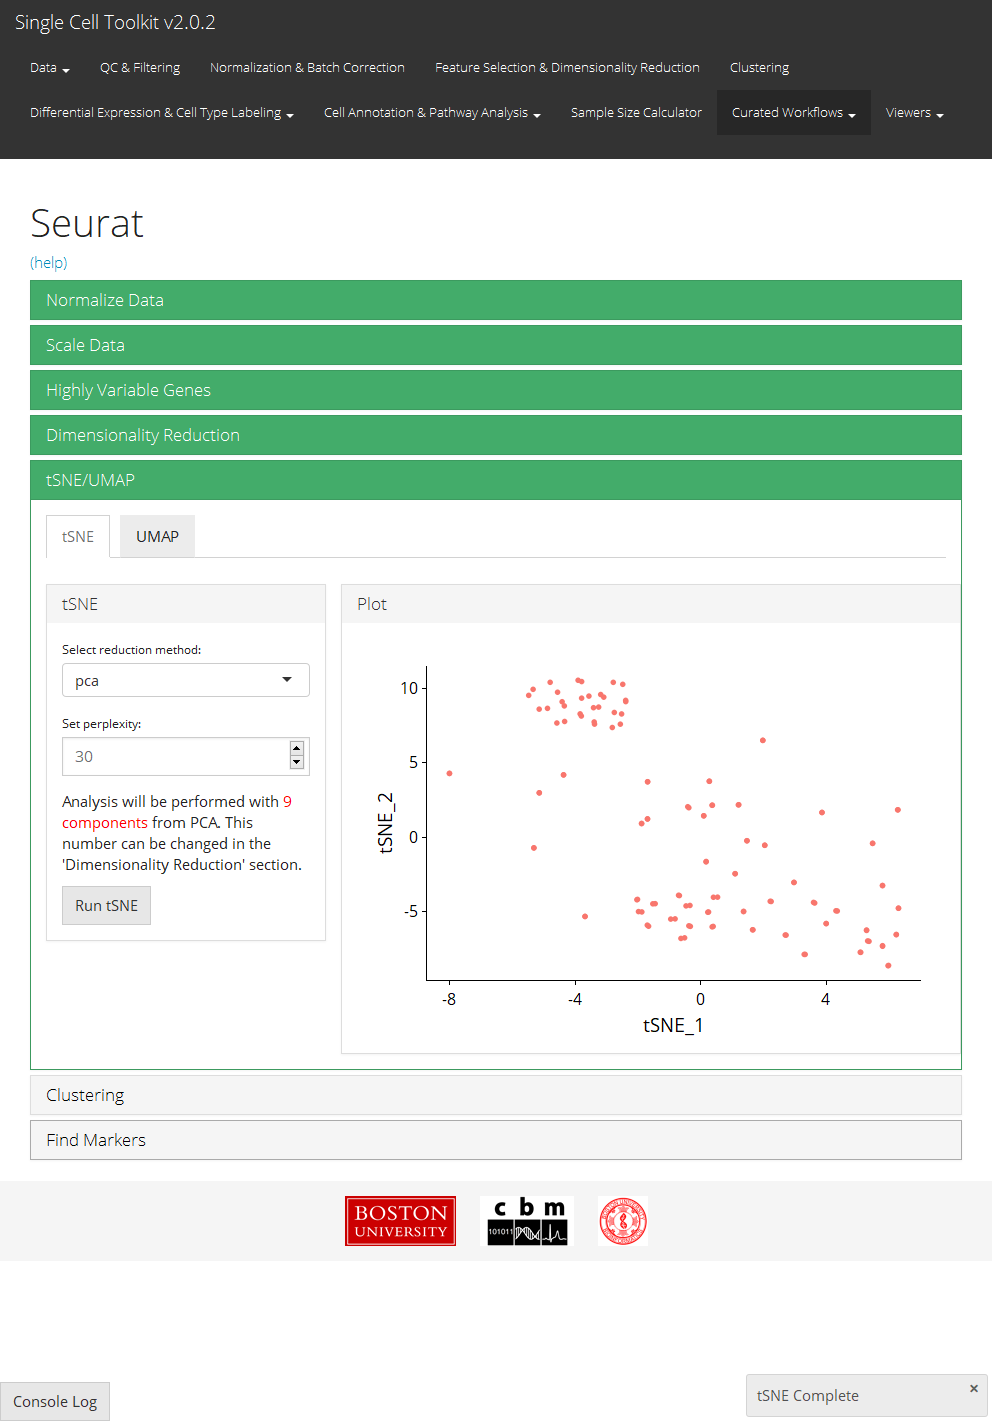 Single Cell Toolkit v2.0.2
Data QC & Filtering Normalization & Batch Correction Feature Selection & Dimensionality Reduction Clustering
Differential Expression & Cell Type Labeling Cell Annotation & Pathway Analysis Sample Size Calculator Curated Workflows Viewers
Seurat
(help)
Normalize Data
Scale Data
Highly Variable Genes
Dimensionality Reduction
tSNE/UMAP
tSNE UMAP
tSNE
Select reduction method:
pca
Set perplexity:
30
Analysis will be performed with 9
components from PCA. This
number can be changed in the
'Dimensionality Reduction' section.
Run tSNE
Plot
10
5
0
-5
tSNE_2
-8 -4 0 4
tSNE_1
Clustering
Find Markers
BOSTON
UNIVERSITY
cbm
101011
Console Log
tSNE Complete ×